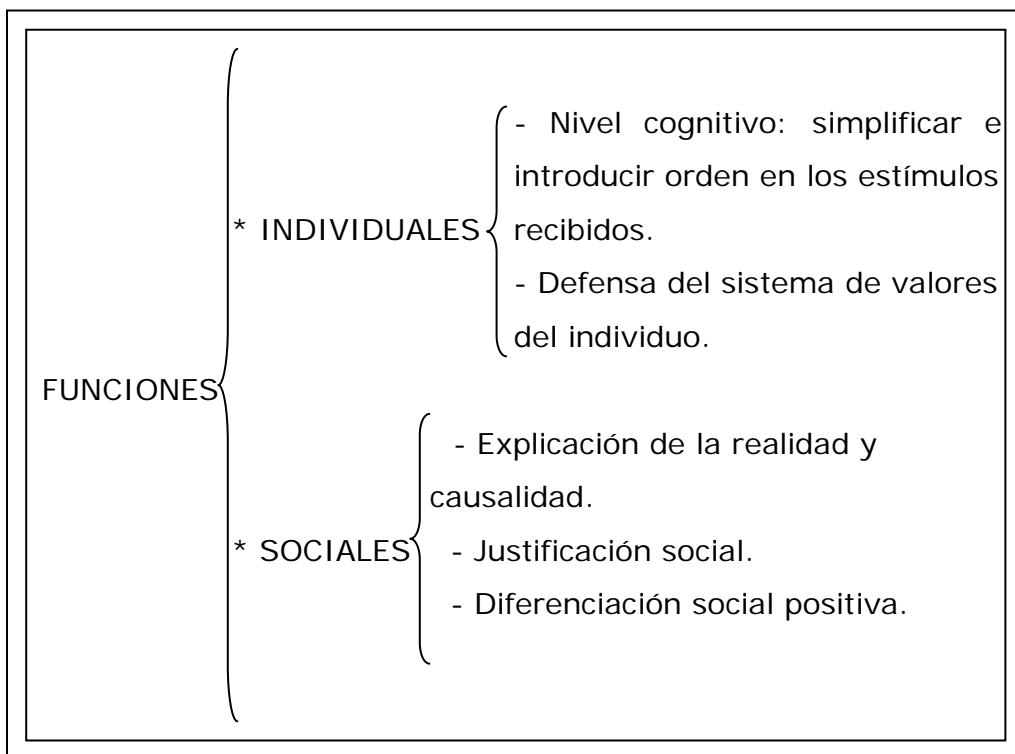 - Nivel cognitivo: simplificar e
introducir orden en los estímulos
* INDIVIDUALES recibidos.
- Defensa del sistema de valores
del individuo.
FUNCIONES
- Explicación de la realidad y
causalidad.
* SOCIALES - Justificación social.
- Diferenciación social positiva.